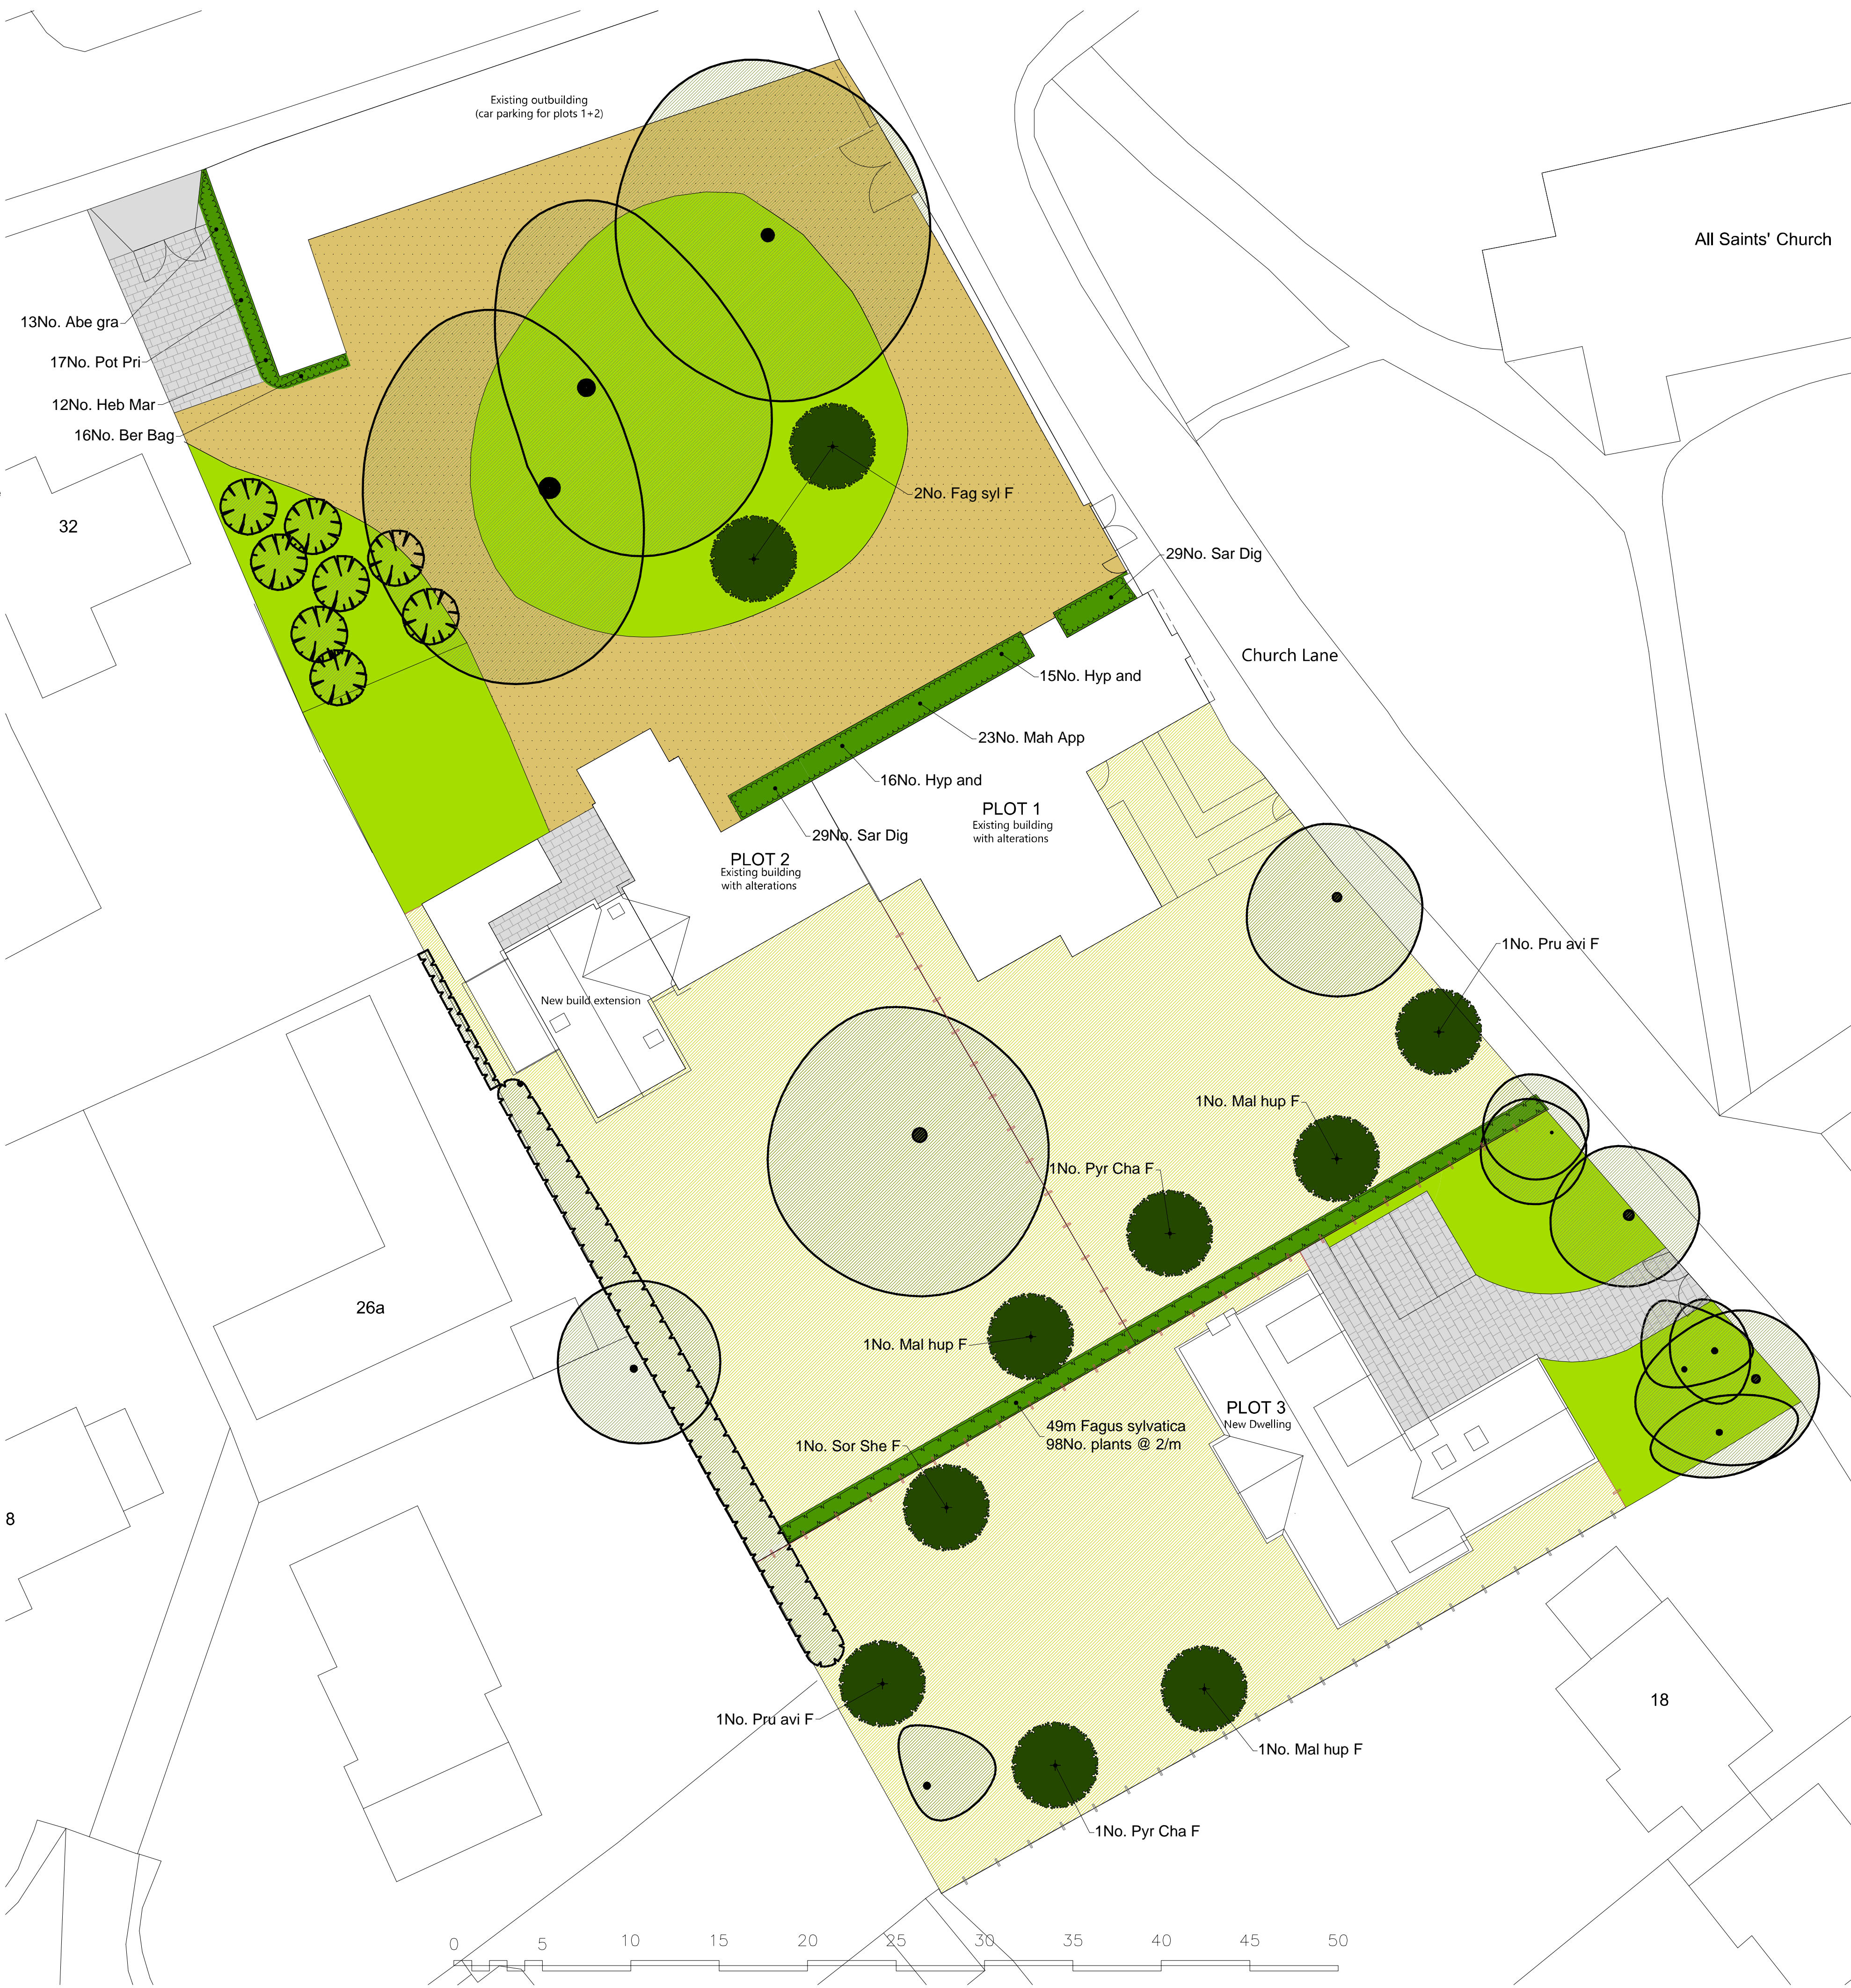 Existing outbuilding
(car parking for plots 1+2)
All Saints' Church
13No. Abe gra
17No. Pot Pri
12No. Heb Mar
16No. Ber Bag
32
2No. Fag syl F
29No. Sar Dig
Church Lane
15No. Hyp and
23No. Mah App
16No. Hyp and
29No. Sar Dig
PLOT 1
Existing building
with alterations
PLOT 2
Existing building
with alterations
New build extension
1No. Pru avi F
1No. Mal hup F
1No. Pyr Cha F
26a
1No. Mal hup F
PLOT 3
New Dwelling
49m Fagus sylvatica
98No. plants @ 2/m
1No. Sor She F
8
18
1No. Pru avi F
1No. Mal hup F
1No. Pyr Cha F
0 5 10 15 20 25 30 35 40 45 50